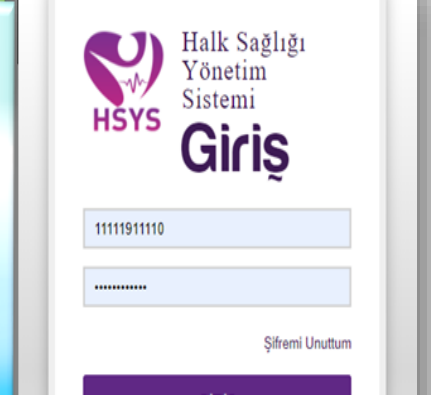 Halk Sağlığı
Yönetim
Sistemi
HSYS
Giriş
11111911110
Şifremi Unuttum